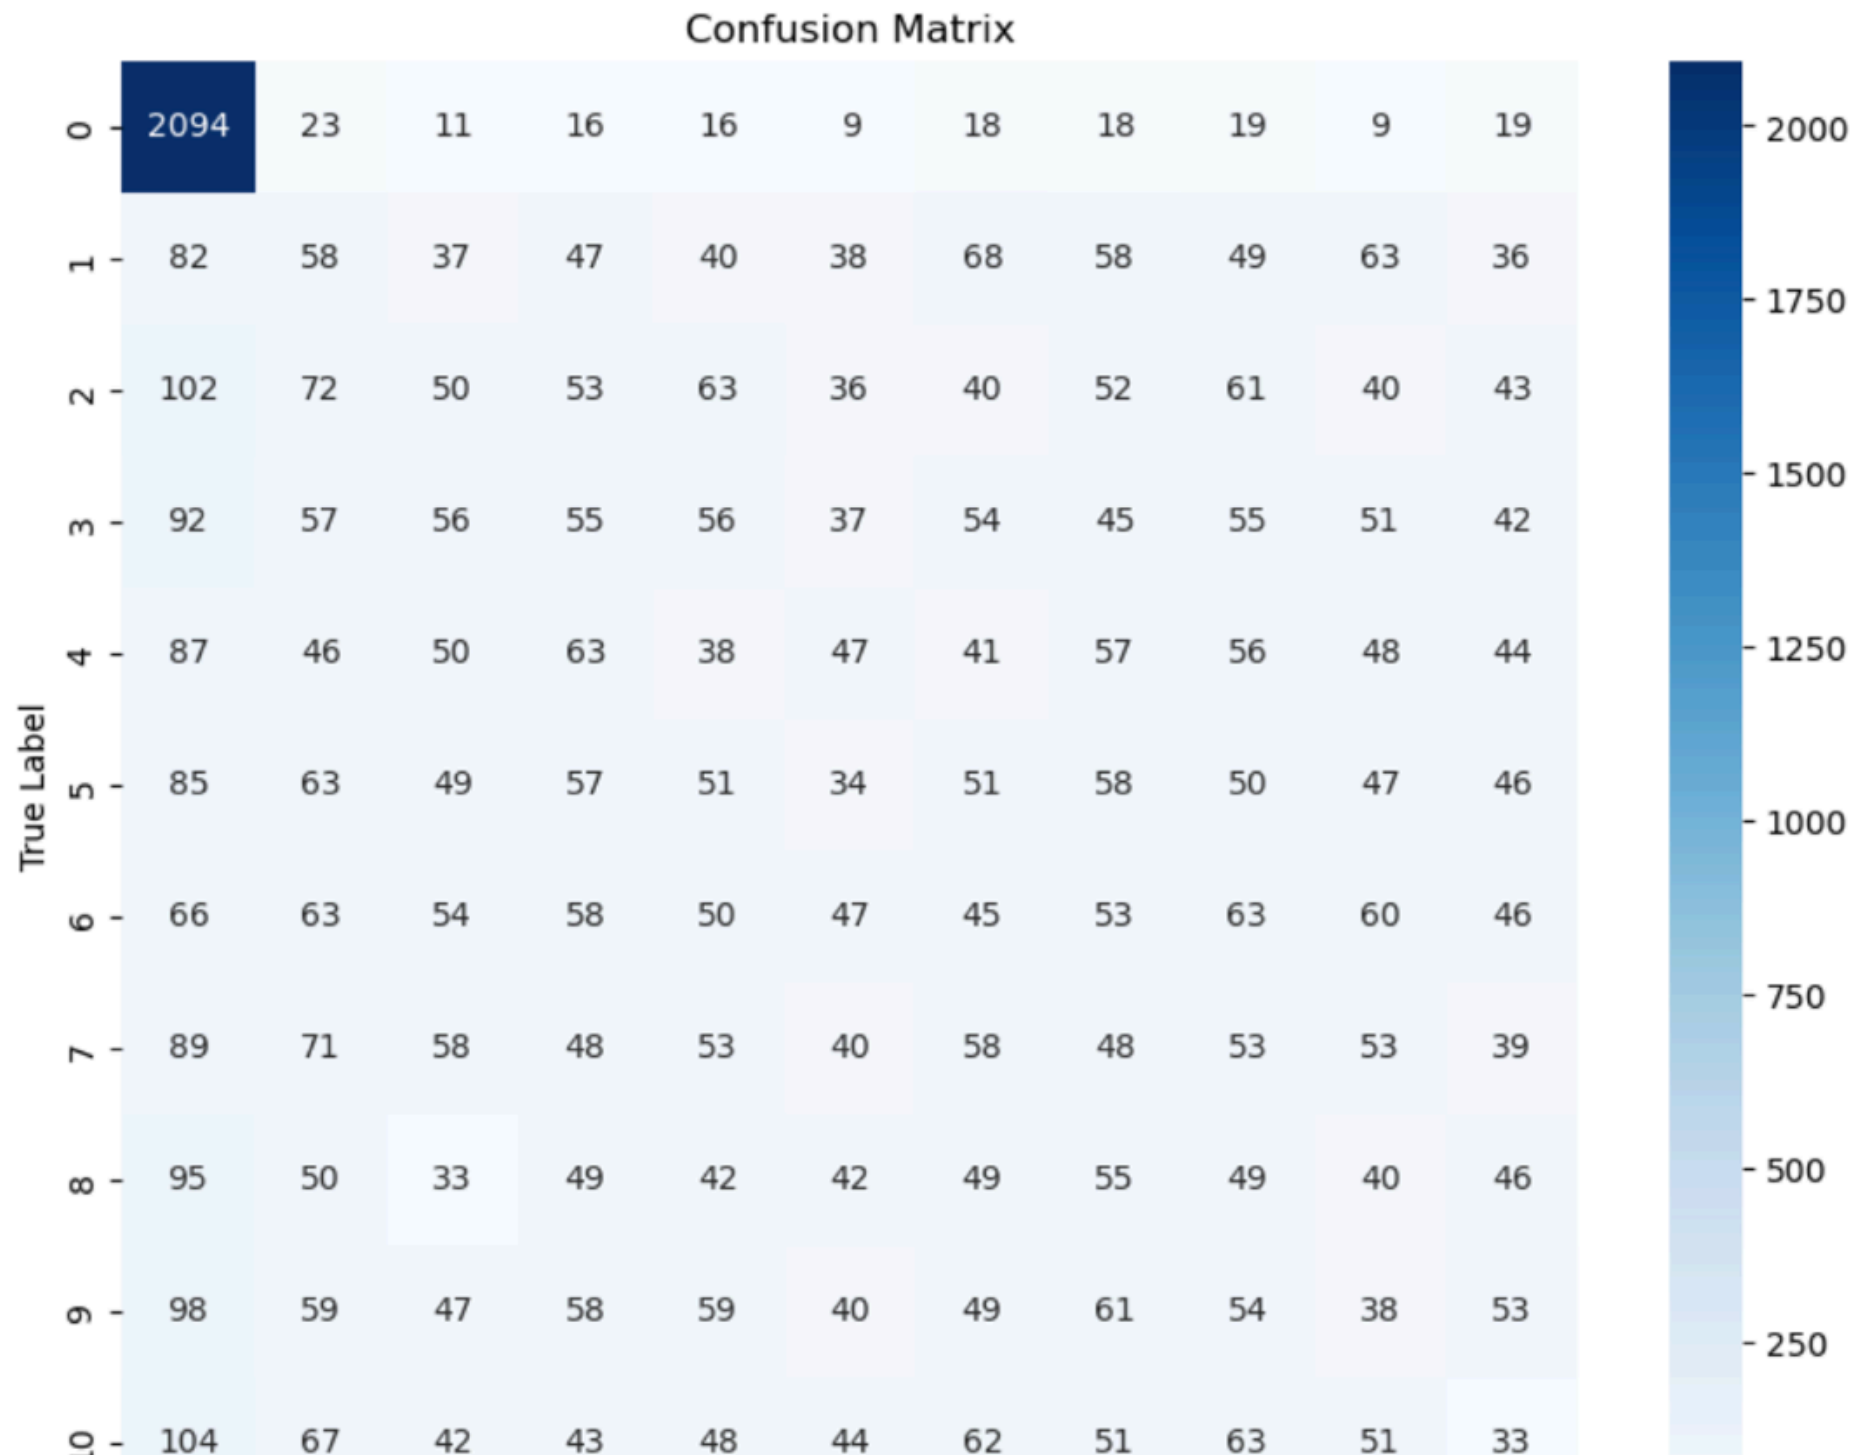 Confusion Matrix
0 2094 23 11 16 16 9 18 18 19 9 19
1 82 58 37 47 40 38 68 58 49 63 36
2 102 72 50 53 63 36 40 52 61 40 43
3 92 57 56 55 56 37 54 45 55 51 42
4 87 46 50 63 38 47 41 57 56 48 44
5 85 63 49 57 51 34 51 58 50 47 46
6 66 63 54 58 50 47 45 53 63 60 46
7 89 71 58 48 53 40 58 48 53 53 39
8 95 50 33 49 42 42 49 55 49 40 46
9 98 59 47 58 59 40 49 61 54 38 53
10 104 67 42 43 48 44 62 51 63 51 33
True Label
2000
1750
1500
1250
1000
750
500
250